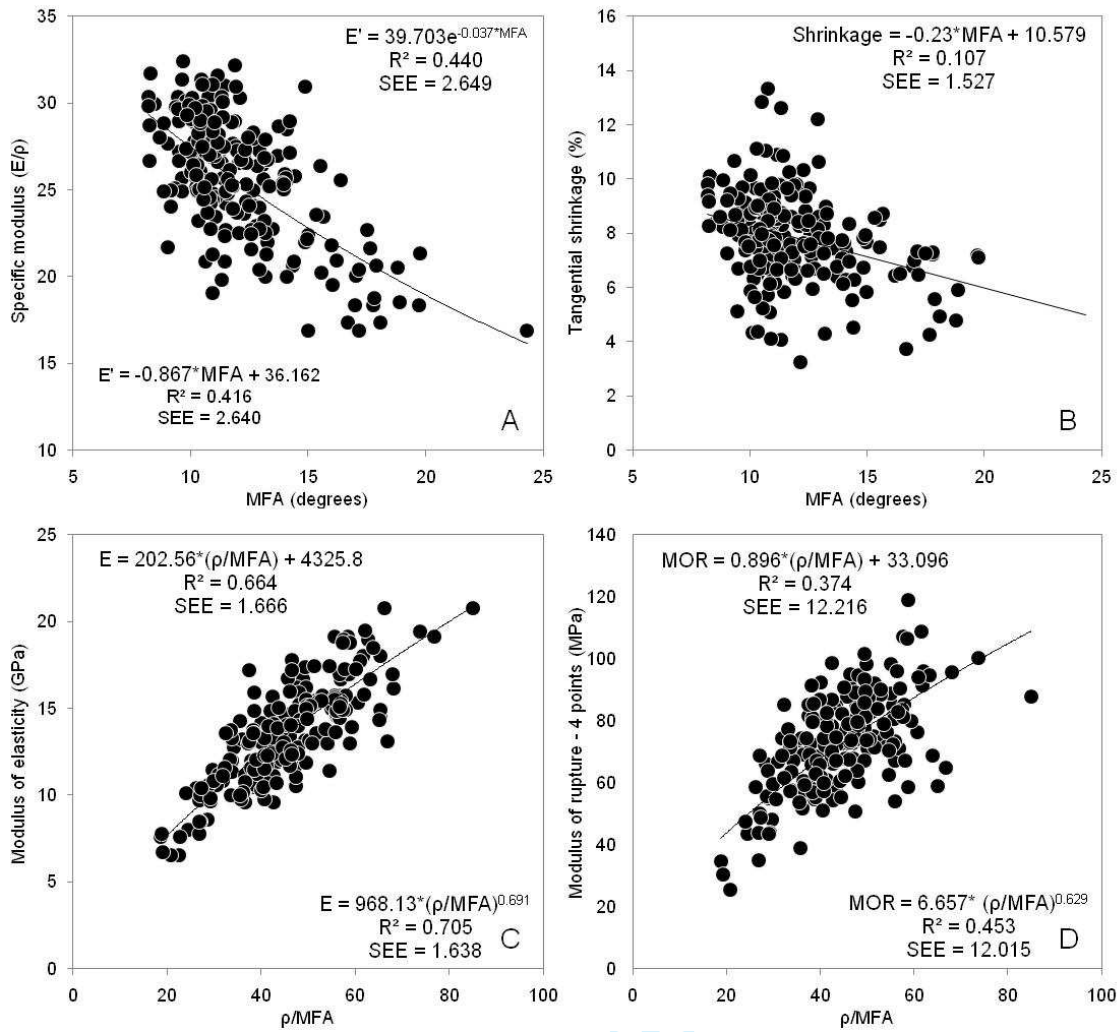 35
30
25
20
15
10
5 10 15 20 25
Specific modulus (E/ρ)
MFA (degrees)
E' = 39.703e^-0.037*MFA
R² = 0.440
SEE = 2.649
E' = -0.867*MFA + 36.162
R² = 0.416
SEE = 2.640
A
16
14
12
10
8
6
4
2
0
5 10 15 20 25
Tangential shrinkage (%)
MFA (degrees)
Shrinkage = -0.23*MFA + 10.579
R² = 0.107
SEE = 1.527
B
25
20
15
10
5
0
0 20 40 60 80 100
Modulus of elasticity (GPa)
ρ/MFA
E = 202.56*(ρ/MFA) + 4325.8
R² = 0.664
SEE = 1.666
E = 968.13*(ρ/MFA)^0.691
R² = 0.705
SEE = 1.638
C
140
120
100
80
60
40
20
0
0 20 40 60 80 100
Modulus of rupture - 4 points (MPa)
ρ/MFA
MOR = 0.896*(ρ/MFA) + 33.096
R² = 0.374
SEE = 12.216
MOR = 6.657* (ρ/MFA)^0.629
R² = 0.453
SEE = 12.015
D